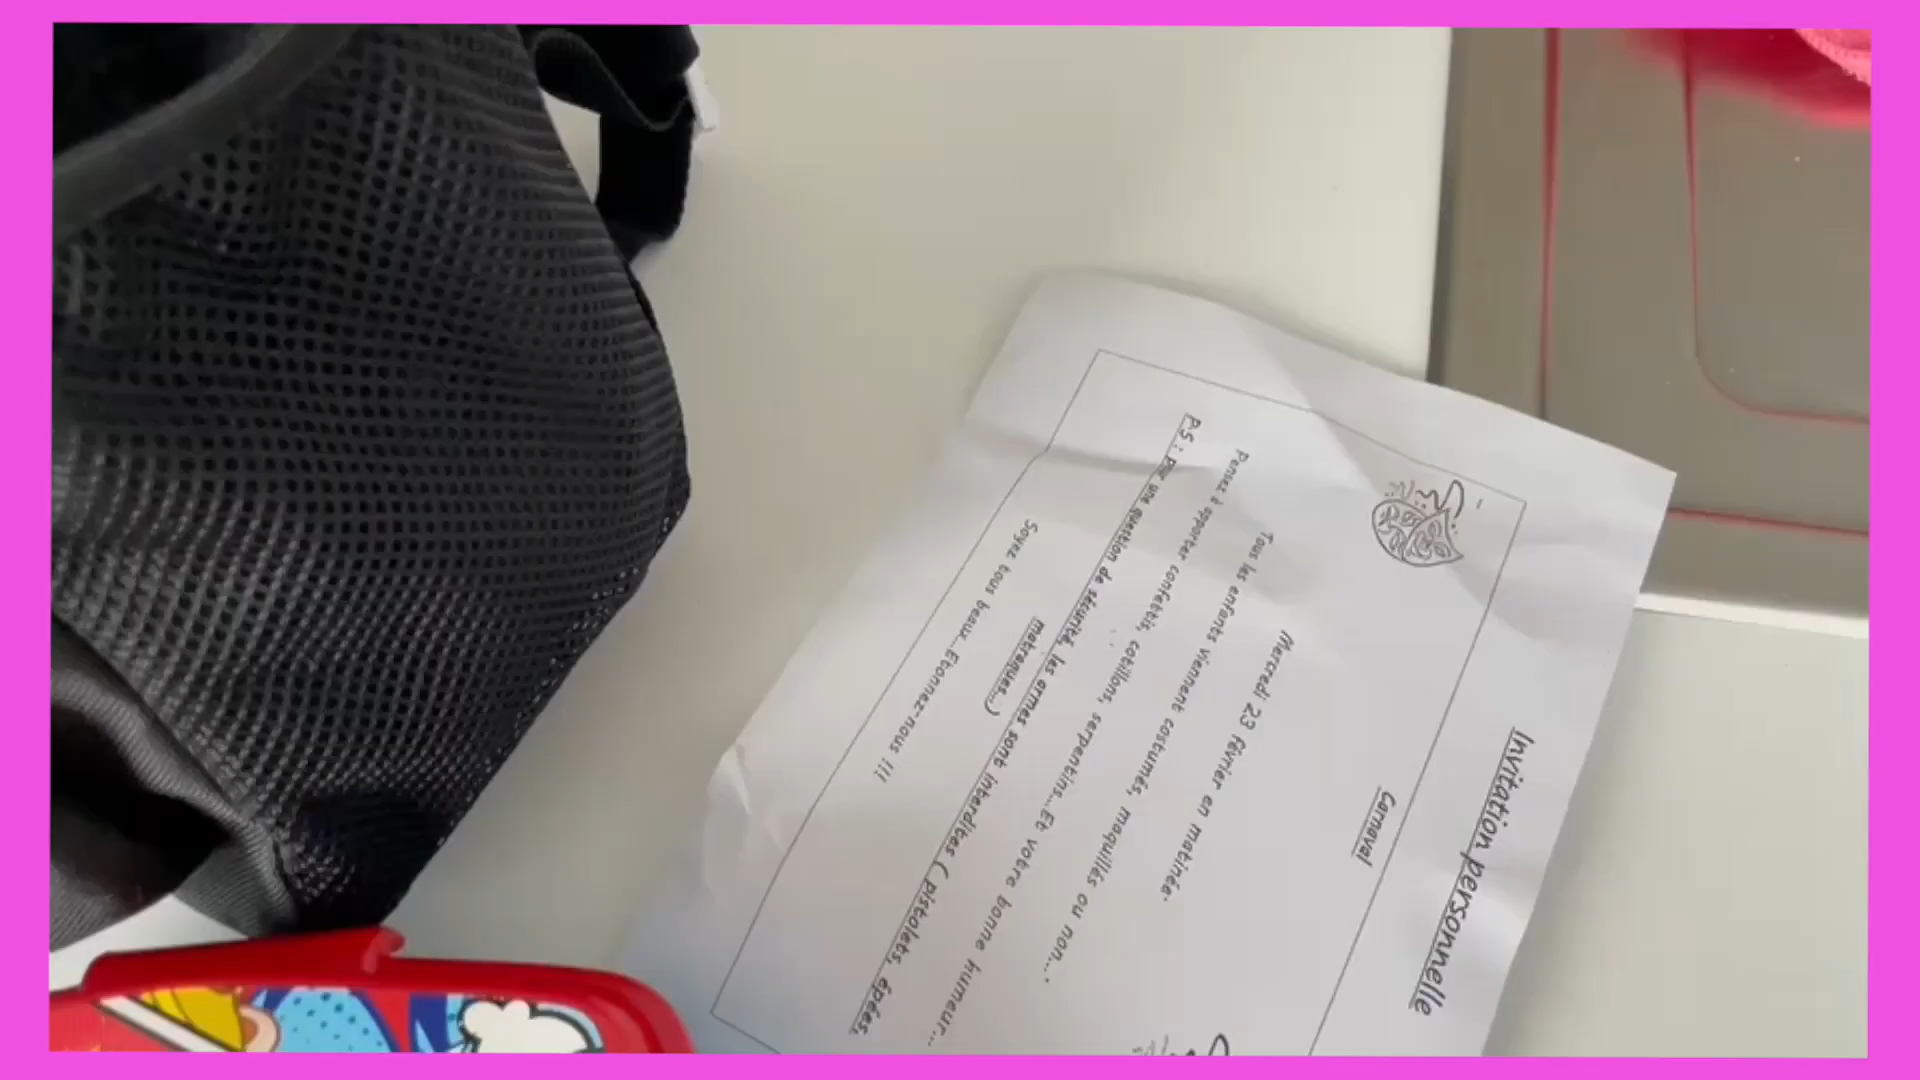 Invitation personnelle
Carnaval
Mercredi 23 février en matinée.
Tous les enfants viennent costumés, maquillés ou non...
Pensez à apporter confettis, cotillons, serpentins...Et votre bonne humeur...
P.S : par une question de sécurité, les armes sont interdites ( pistolets, épées,
matraques...)
Soyez tous beaux...Etonnez-nous !!!